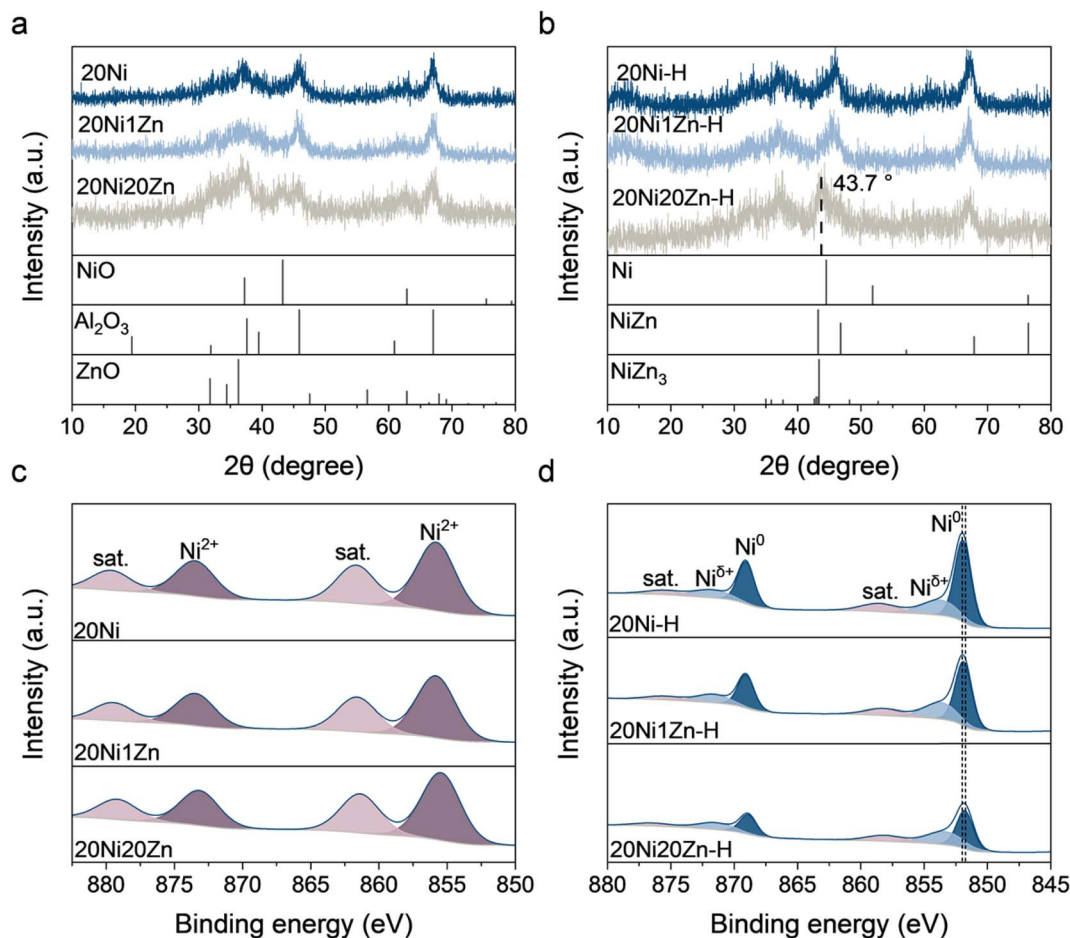 a
20Ni
20Ni1Zn
20Ni20Zn
NiO
Al₂O₃
ZnO
10 20 30 40 50 60 70 80
2θ (degree)
Intensity (a.u.)
b
20Ni-H
20Ni1Zn-H
20Ni20Zn-H
43.7 °
Ni
NiZn
NiZn₃
10 20 30 40 50 60 70 80
2θ (degree)
Intensity (a.u.)
c
sat.
Ni²⁺
sat.
Ni²⁺
20Ni
20Ni1Zn
20Ni20Zn
880 875 870 865 860 855 850
Binding energy (eV)
Intensity (a.u.)
d
sat.
Niᵟ⁺
Ni⁰
sat.
Niᵟ⁺
Ni⁰
20Ni-H
20Ni1Zn-H
20Ni20Zn-H
880 870 860 850 845
Binding energy (eV)
Intensity (a.u.)